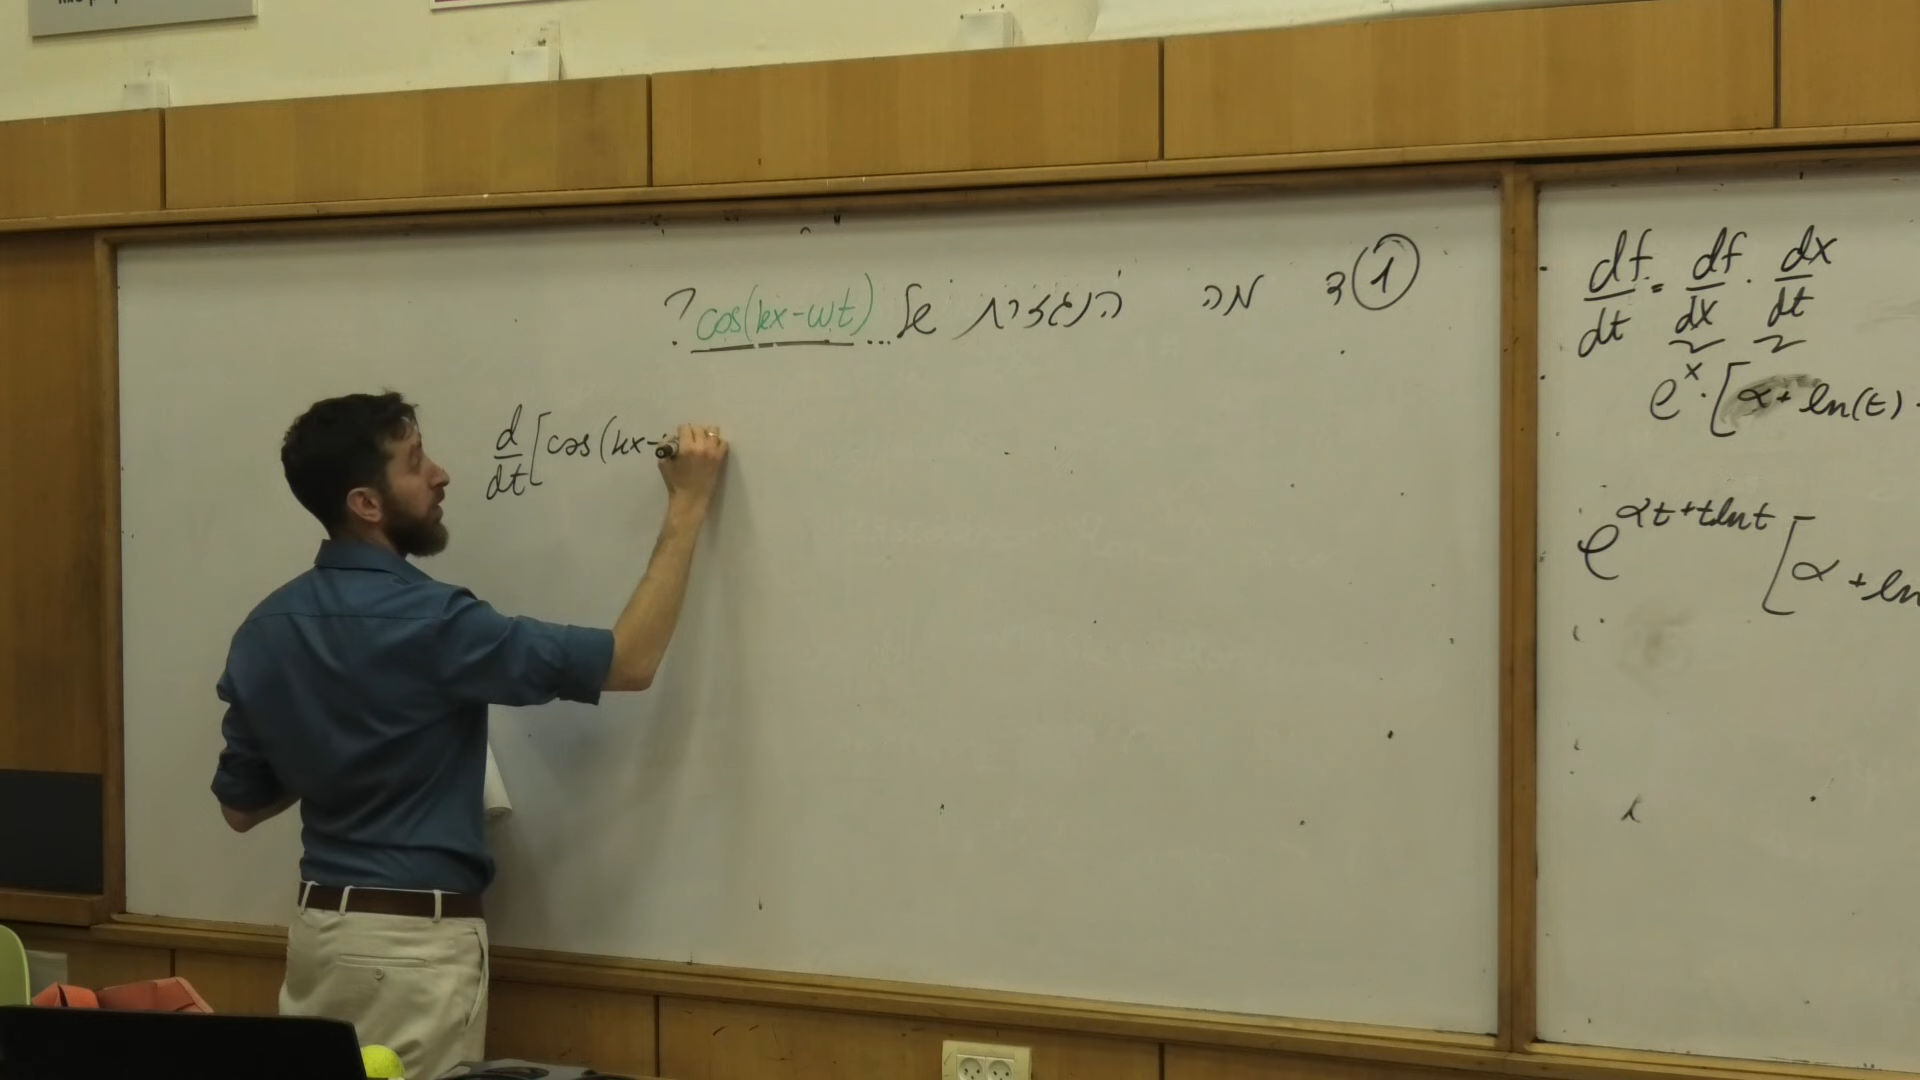 ① ד מה הנגזרת של ... cos(kx-ωt) ?
d/dt [cos(kx-
df/dt = df/dx · dx/dt
e^x · [α + ln(t)
e^(αt+tlnt) [α + ln